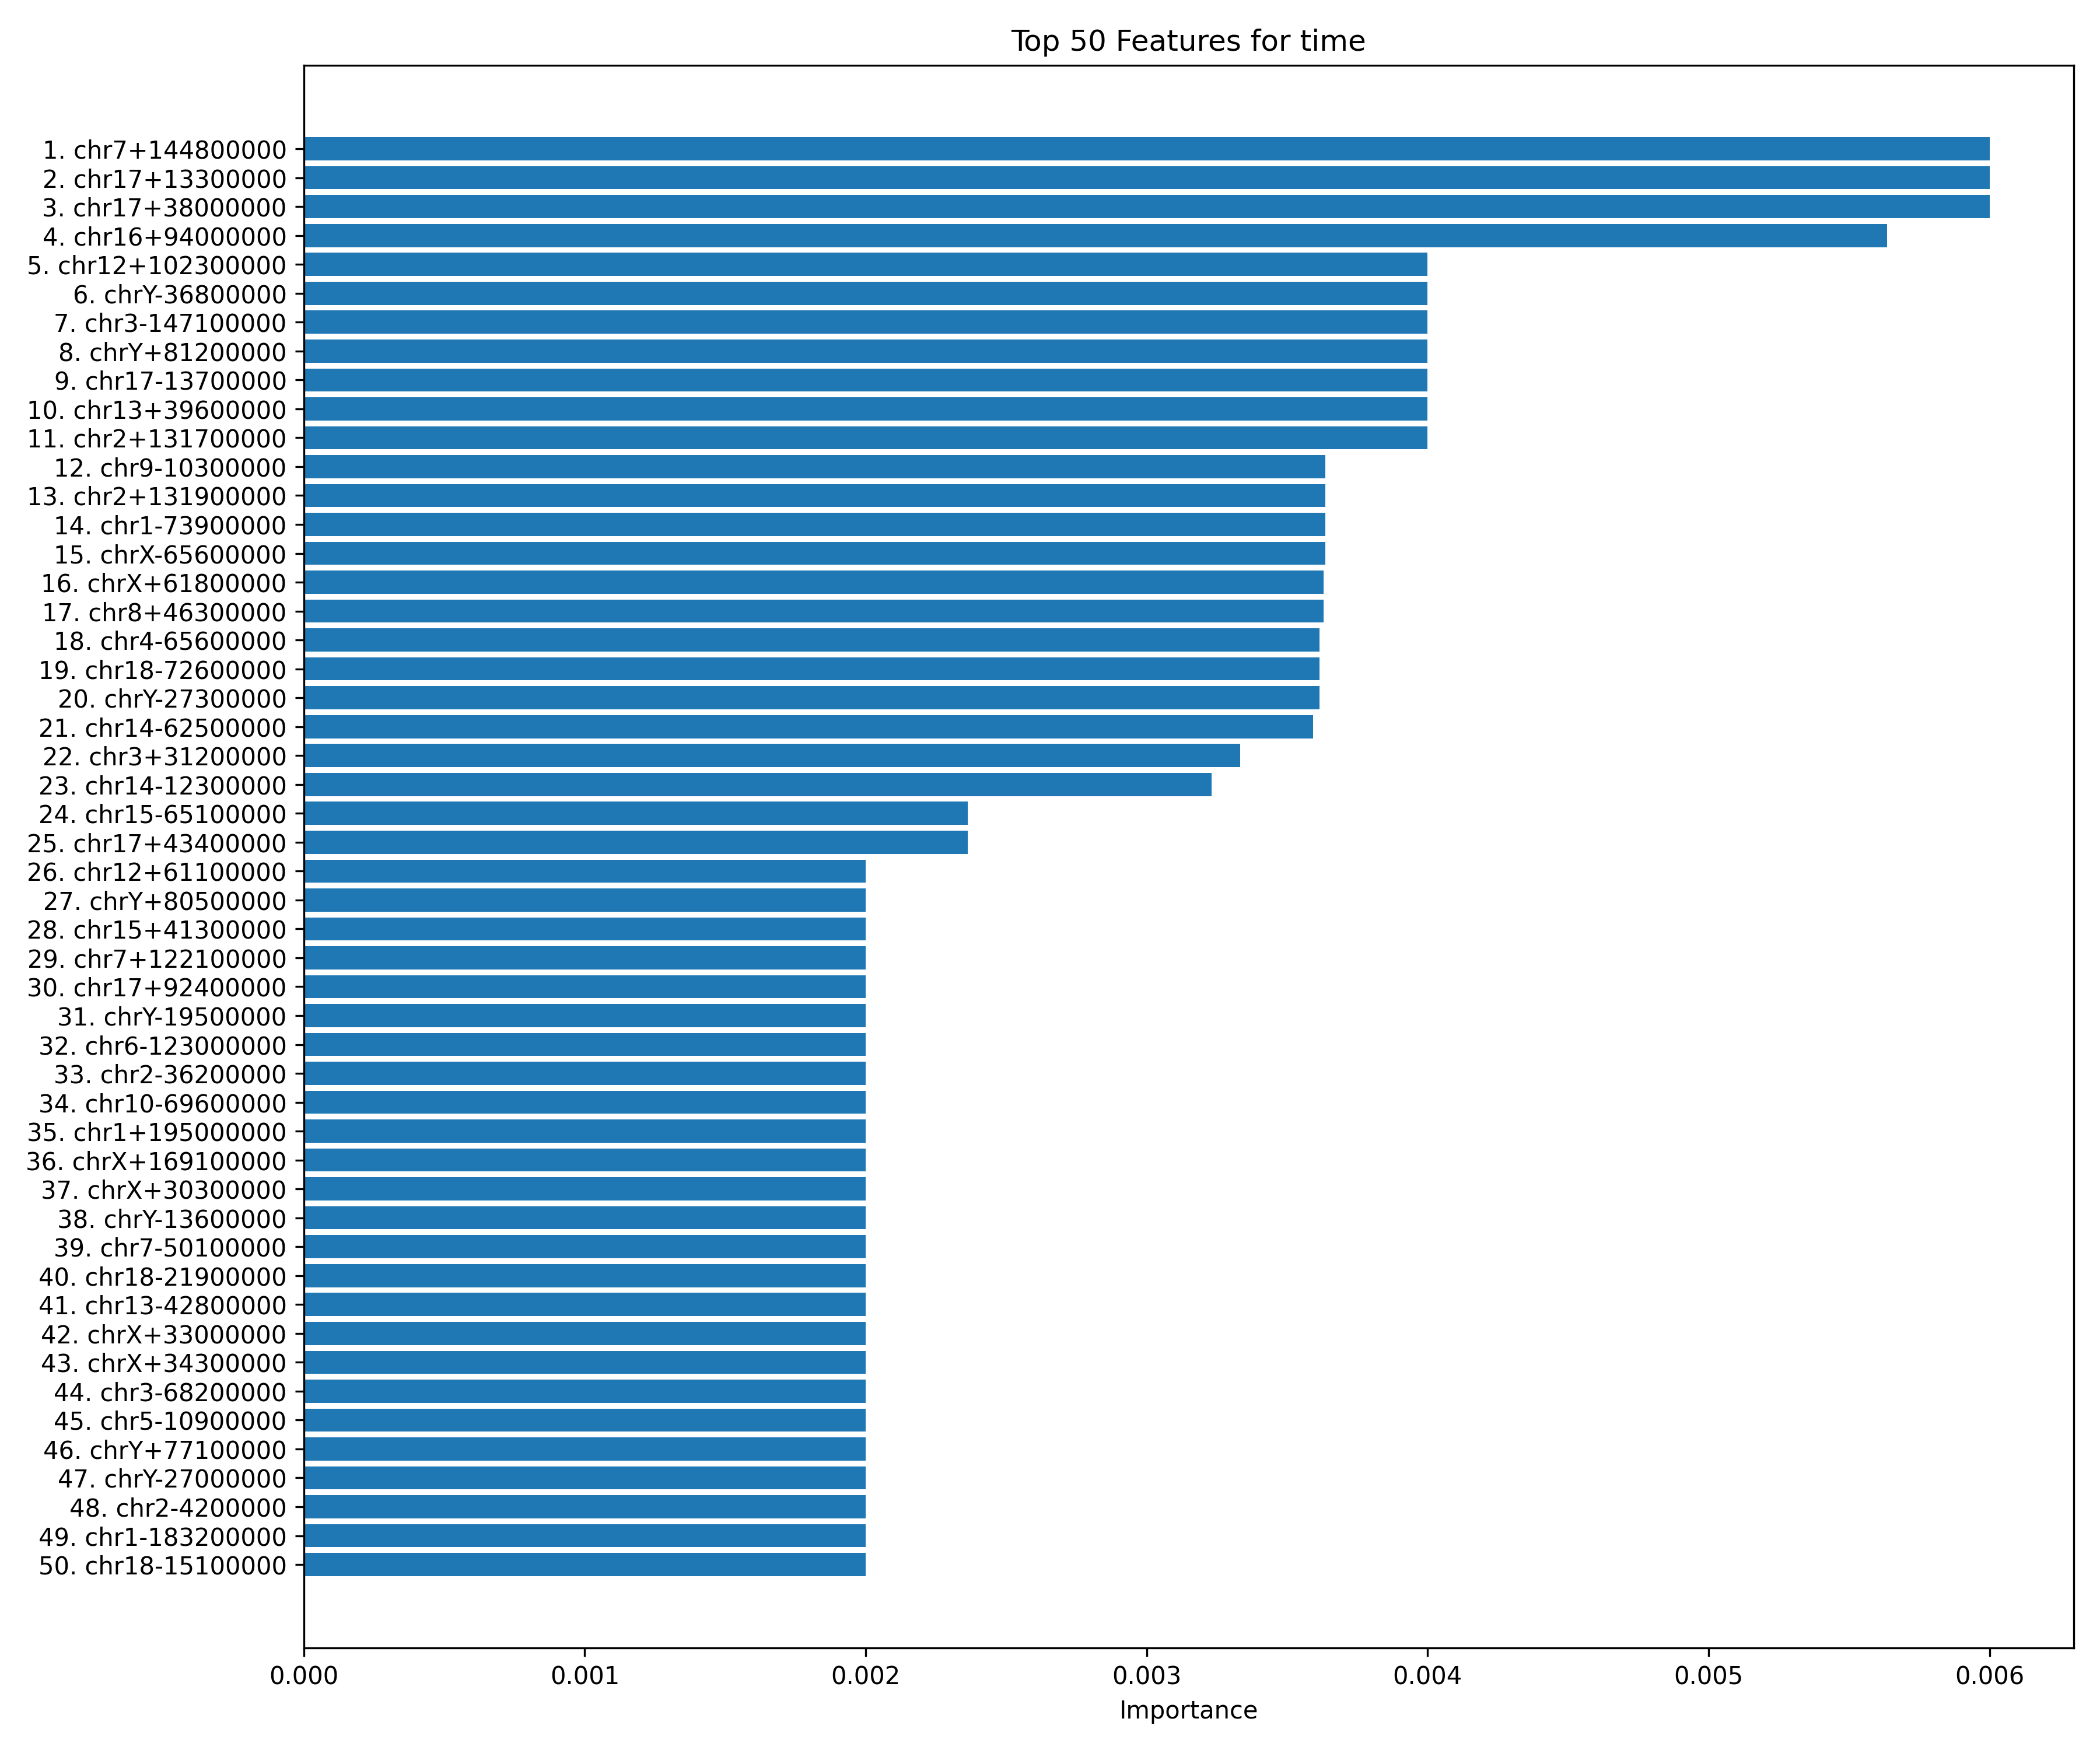 Top 50 Features for time
1. chr7+144800000
2. chr17+13300000
3. chr17+38000000
4. chr16+94000000
5. chr12+102300000
6. chrY-36800000
7. chr3-147100000
8. chrY+81200000
9. chr17-13700000
10. chr13+39600000
11. chr2+131700000
12. chr9-10300000
13. chr2+131900000
14. chr1-73900000
15. chrX-65600000
16. chrX+61800000
17. chr8+46300000
18. chr4-65600000
19. chr18-72600000
20. chrY-27300000
21. chr14-62500000
22. chr3+31200000
23. chr14-12300000
24. chr15-65100000
25. chr17+43400000
26. chr12+61100000
27. chrY+80500000
28. chr15+41300000
29. chr7+122100000
30. chr17+92400000
31. chrY-19500000
32. chr6-123000000
33. chr2-36200000
34. chr10-69600000
35. chr1+195000000
36. chrX+169100000
37. chrX+30300000
38. chrY-13600000
39. chr7-50100000
40. chr18-21900000
41. chr13-42800000
42. chrX+33000000
43. chrX+34300000
44. chr3-68200000
45. chr5-10900000
46. chrY+77100000
47. chrY-27000000
48. chr2-4200000
49. chr1-183200000
50. chr18-15100000
0.000 0.001 0.002 0.003 0.004 0.005 0.006
Importance